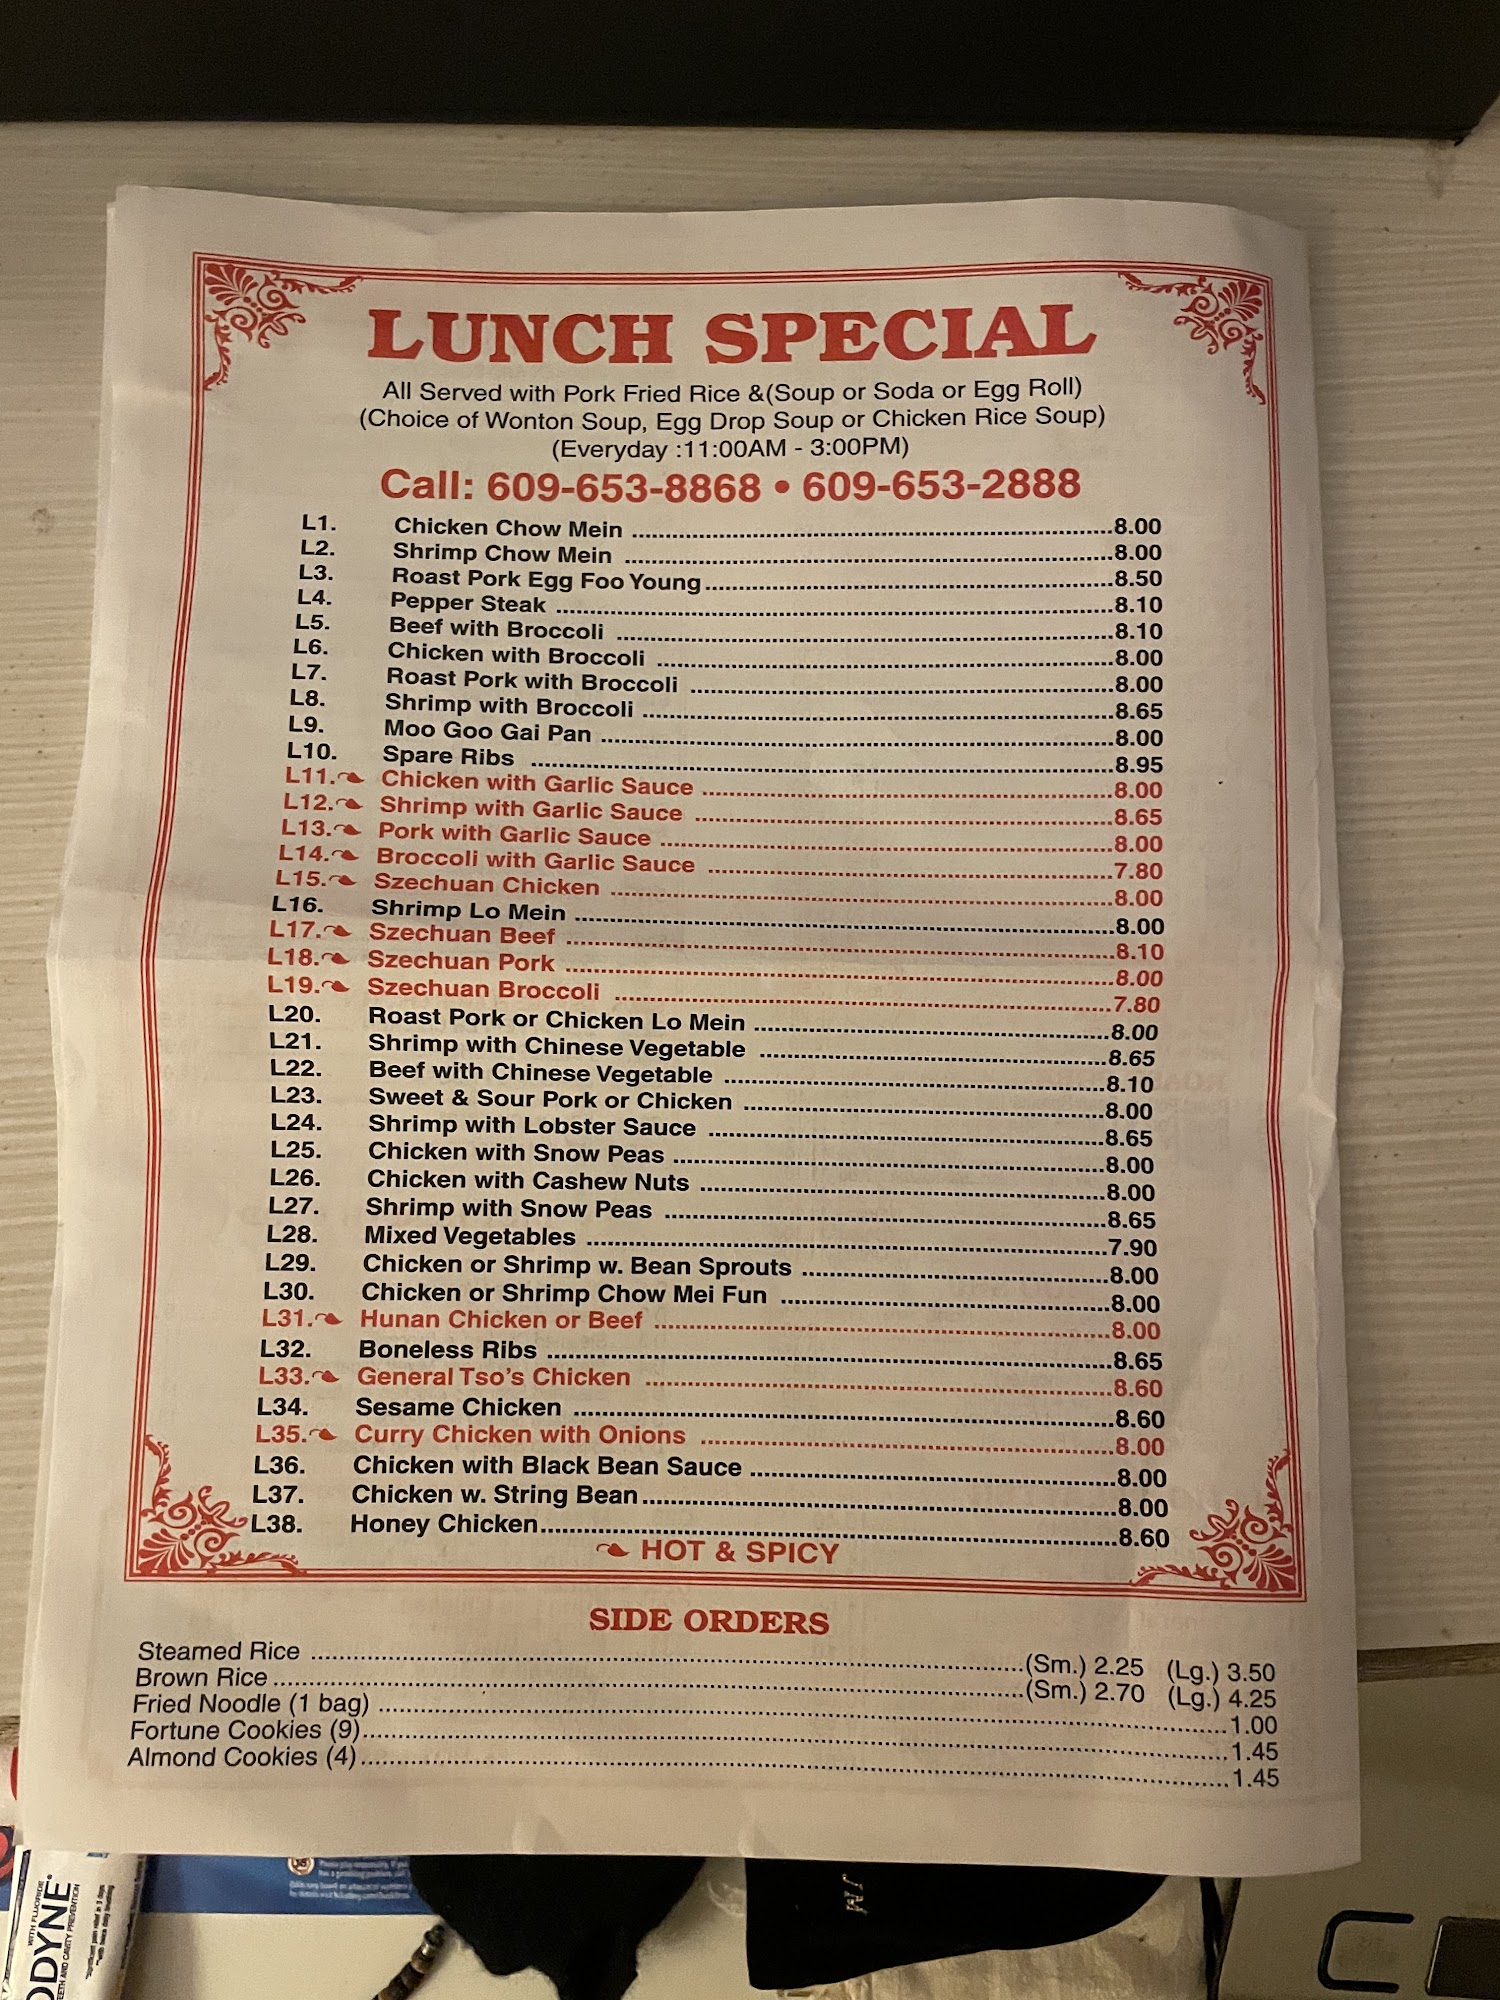 LUNCH SPECIAL
All Served with Pork Fried Rice &(Soup or Soda or Egg Roll)
(Choice of Wonton Soup, Egg Drop Soup or Chicken Rice Soup)
(Everyday :11:00AM - 3:00PM)
Call: 609-653-8868 • 609-653-2888
L1. Chicken Chow Mein 8.00
L2. Shrimp Chow Mein 8.00
L3. Roast Pork Egg Foo Young 8.50
L4. Pepper Steak 8.10
L5. Beef with Broccoli 8.10
L6. Chicken with Broccoli 8.00
L7. Roast Pork with Broccoli 8.00
L8. Shrimp with Broccoli 8.65
L9. Moo Goo Gai Pan 8.00
L10. Spare Ribs 8.95
L11. Chicken with Garlic Sauce 8.00
L12. Shrimp with Garlic Sauce 8.65
L13. Pork with Garlic Sauce 8.00
L14. Broccoli with Garlic Sauce 7.80
L15. Szechuan Chicken 8.00
L16. Shrimp Lo Mein 8.00
L17. Szechuan Beef 8.10
L18. Szechuan Pork 8.00
L19. Szechuan Broccoli 7.80
L20. Roast Pork or Chicken Lo Mein 8.00
L21. Shrimp with Chinese Vegetable 8.65
L22. Beef with Chinese Vegetable 8.10
L23. Sweet & Sour Pork or Chicken 8.00
L24. Shrimp with Lobster Sauce 8.65
L25. Chicken with Snow Peas 8.00
L26. Chicken with Cashew Nuts 8.00
L27. Shrimp with Snow Peas 8.65
L28. Mixed Vegetables 7.90
L29. Chicken or Shrimp w. Bean Sprouts 8.00
L30. Chicken or Shrimp Chow Mei Fun 8.00
L31. Hunan Chicken or Beef 8.00
L32. Boneless Ribs 8.65
L33. General Tso's Chicken 8.60
L34. Sesame Chicken 8.60
L35. Curry Chicken with Onions 8.00
L36. Chicken with Black Bean Sauce 8.00
L37. Chicken w. String Bean 8.00
L38. Honey Chicken 8.60
HOT & SPICY
SIDE ORDERS
Steamed Rice (Sm.) 2.25 (Lg.) 3.50
Brown Rice (Sm.) 2.70 (Lg.) 4.25
Fried Noodle (1 bag) 1.00
Fortune Cookies (9) 1.45
Almond Cookies (4) 1.45
ODYNE
WITH FLUORIDE